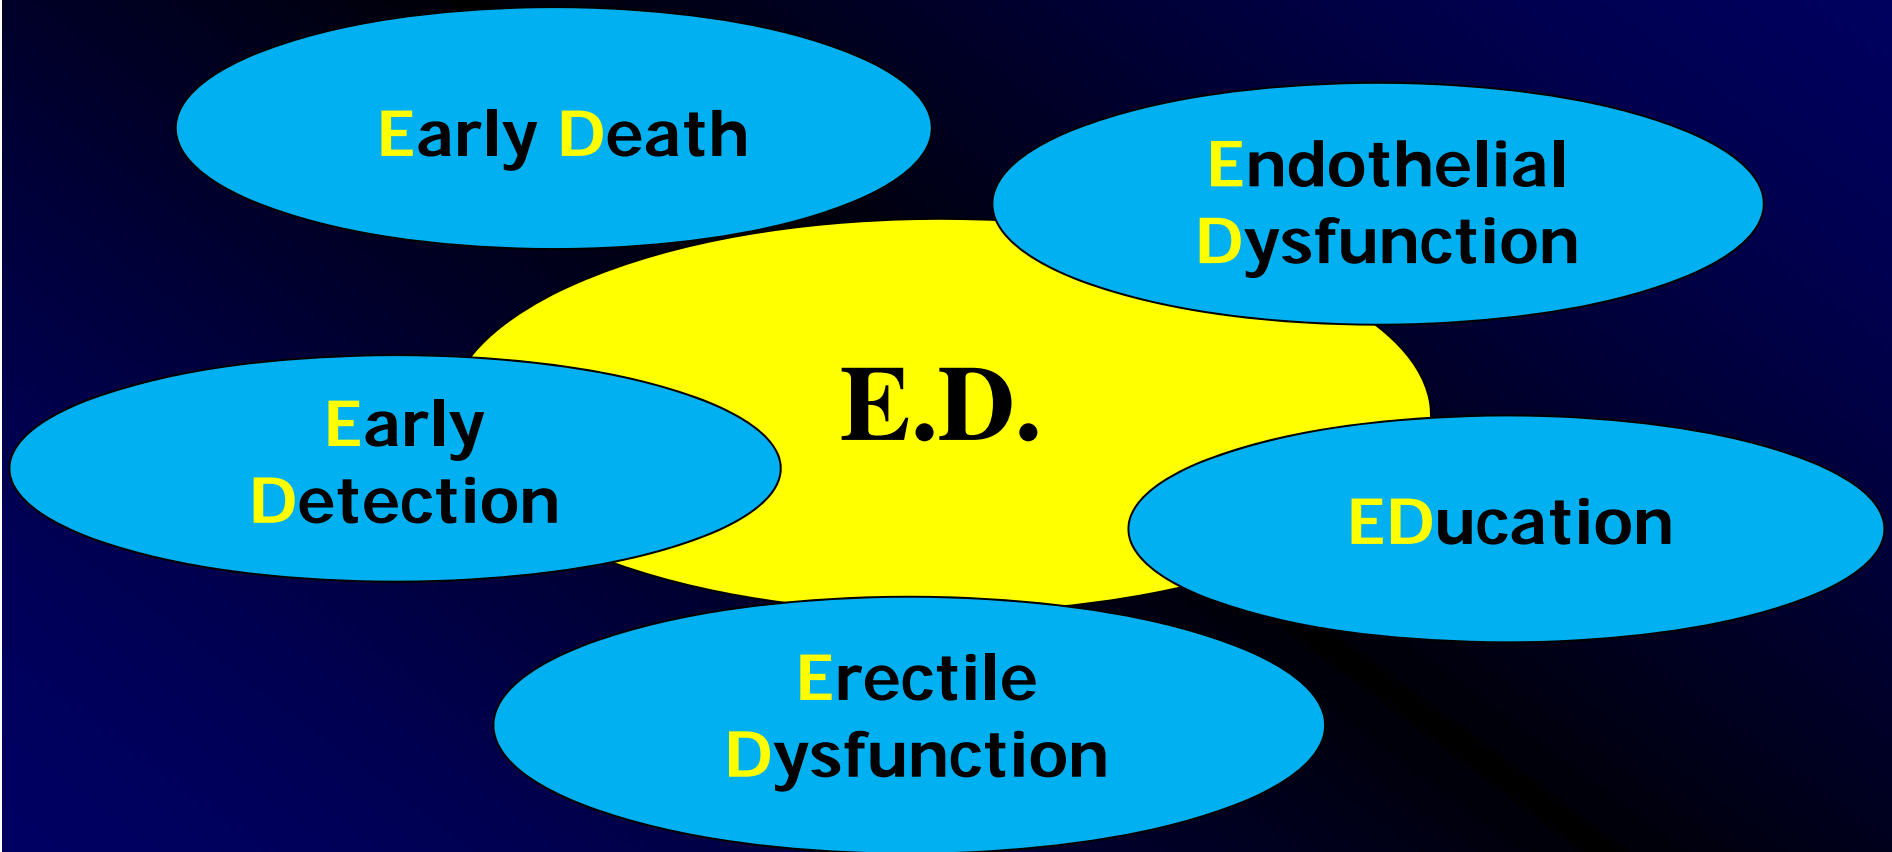 Early Death
Endothelial
Dysfunction
E.D.
Early
Detection
EDucation
Erectile
Dysfunction